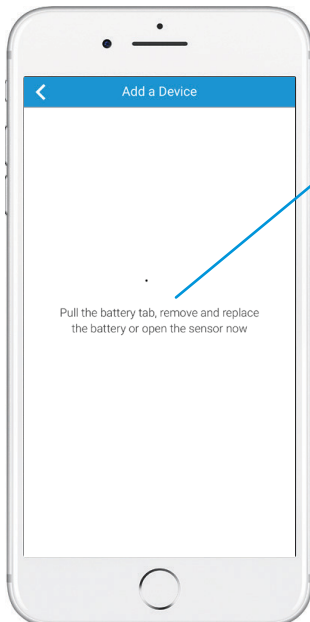 Add a Device
Pull the battery tab, remove and replace
the battery or open the sensor now